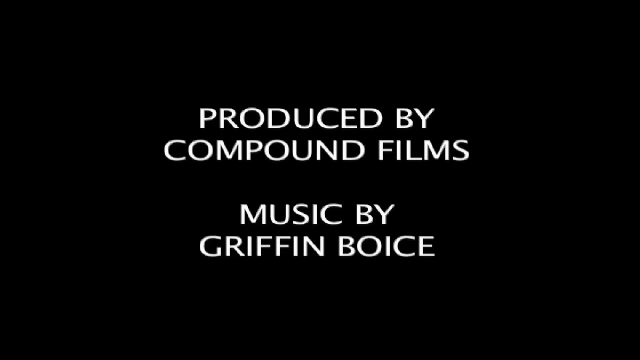 PRODUCED BY
COMPOUND FILMS
MUSIC BY
GRIFFIN BOICE